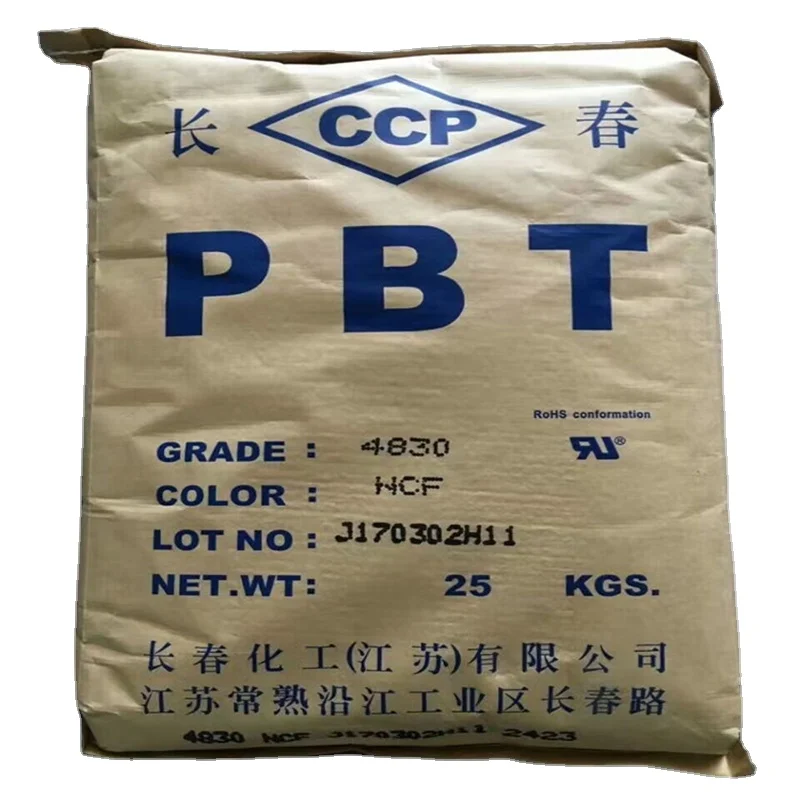 长 CCP 春
PBT
RoHS conformation
GRADE : 4830
RU®
COLOR : NCF
LOT NO : J170302H11
NET.WT: 25 KGS.
长春化工(江苏)有限公司
江苏常熟沿江工业区长春路
4830 NCF J170302H11 2423